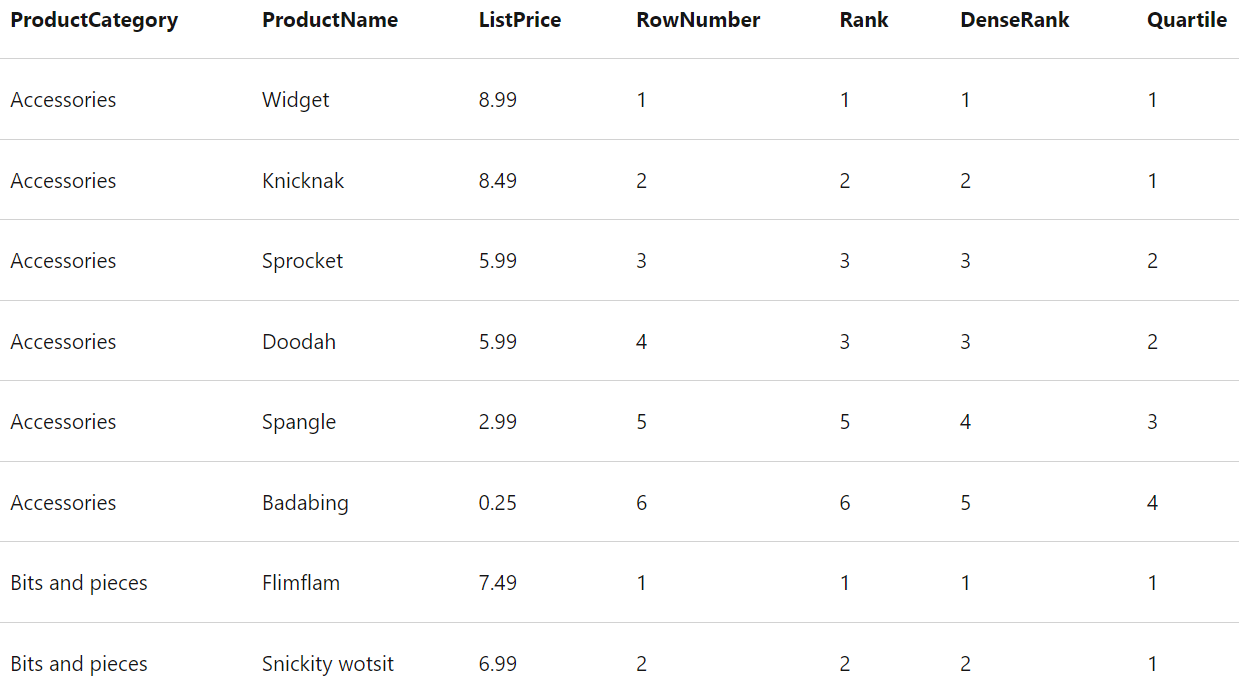 ProductCategory ProductName ListPrice RowNumber Rank DenseRank Quartile
Accessories Widget 8.99 1 1 1 1
Accessories Knicknak 8.49 2 2 2 1
Accessories Sprocket 5.99 3 3 3 2
Accessories Doodah 5.99 4 3 3 2
Accessories Spangle 2.99 5 5 4 3
Accessories Badabing 0.25 6 6 5 4
Bits and pieces Flimflam 7.49 1 1 1 1
Bits and pieces Snickity wotsit 6.99 2 2 2 1